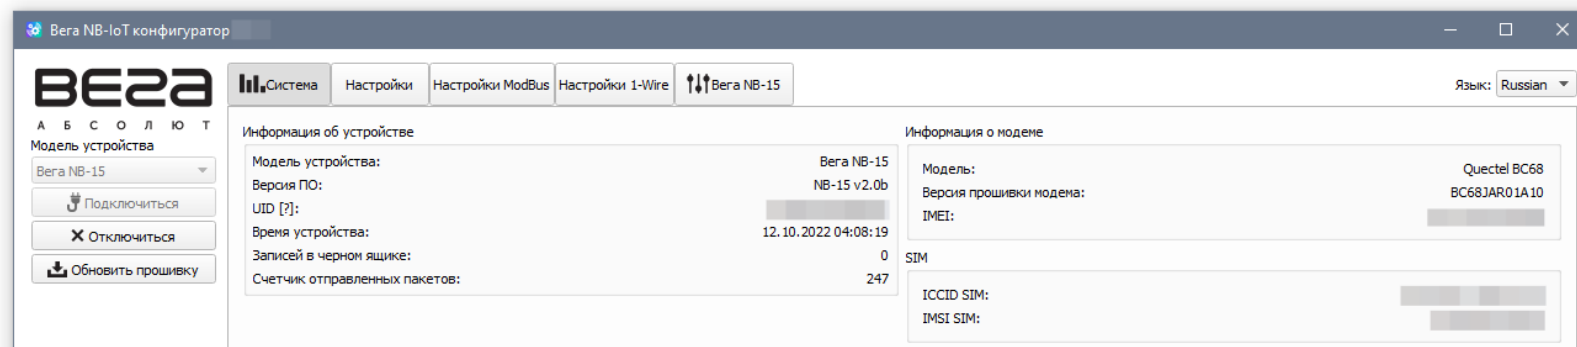 Вега NB-IoT конфигуратор
ВЕГА
АБСОЛЮТ
Модель устройства
Вега NB-15
Подключиться
Отключиться
Обновить прошивку
Система
Настройки
Настройки ModBus
Настройки 1-Wire
Вега NB-15
Язык: Russian
Информация об устройстве
Модель устройства: Вега NB-15
Версия ПО: NB-15 v2.0b
UID [?]:
Время устройства: 12.10.2022 04:08:19
Записей в черном ящике: 0
Счетчик отправленных пакетов: 247
Информация о модеме
Модель: Quectel BC68
Версия прошивки модема: BC68JAR01A10
IMEI:
SIM
ICCID SIM:
IMSI SIM: